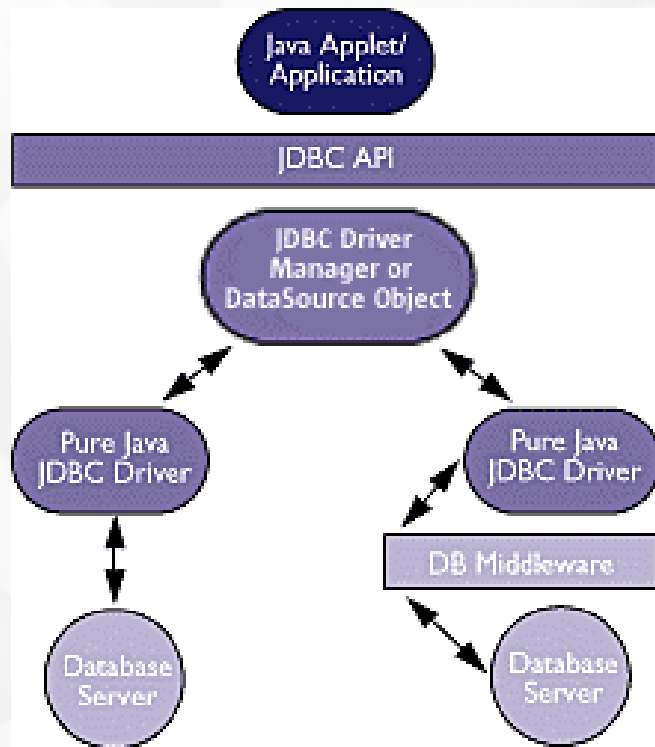 Java Applet/
Application
JDBC API
JDBC Driver
Manager or
DataSource Object
Pure Java
JDBC Driver
Pure Java
JDBC Driver
DB Middleware
Database
Server
Database
Server